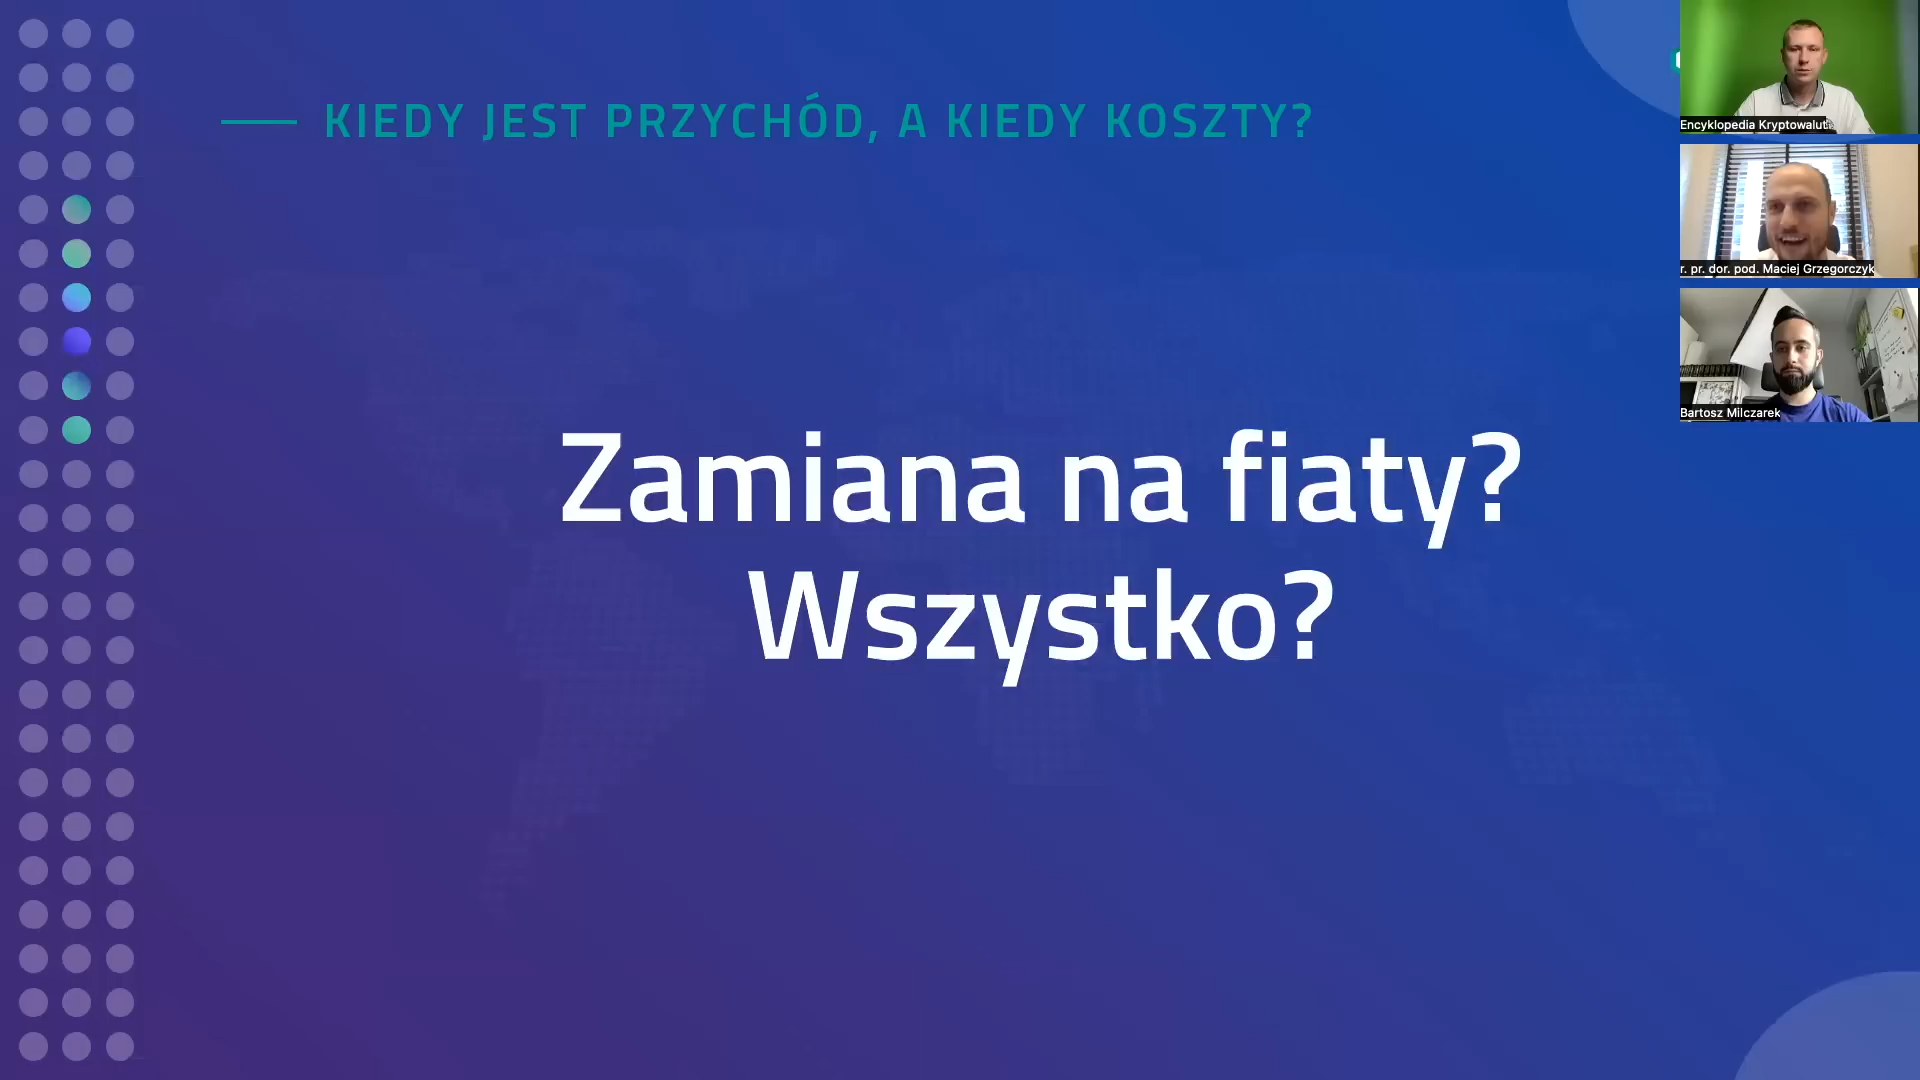 KIEDY JEST PRZYCHÓD, A KIEDY KOSZTY?
Zamiana na fiaty?
Wszystko?
Encyklopedia Kryptowalut
r. pr. dor. pod. Maciej Grzegorczyk
Bartosz Milczarek